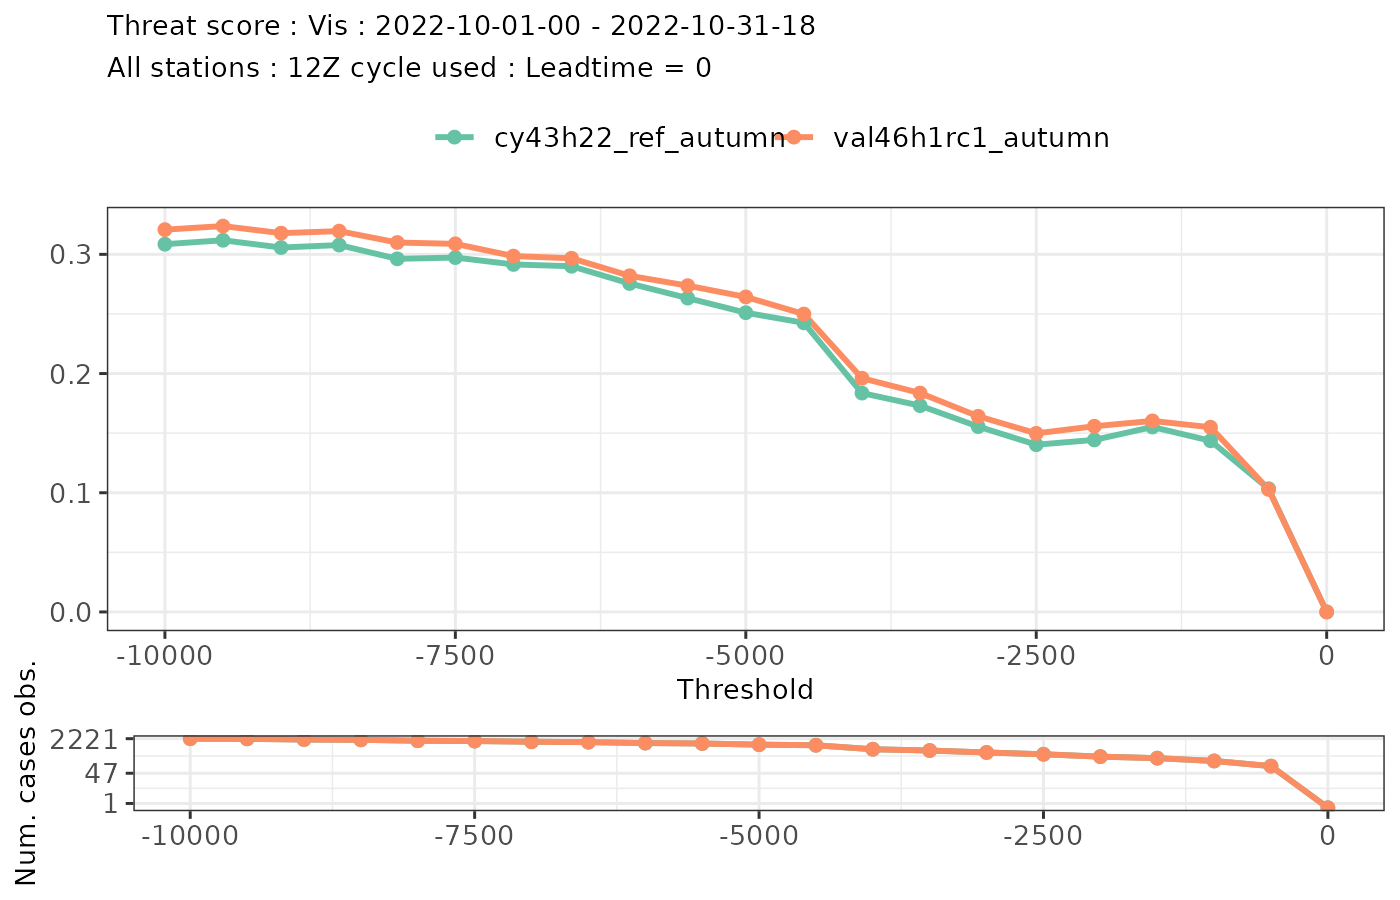 Threat score : Vis : 2022-10-01-00 - 2022-10-31-18
All stations : 12Z cycle used : Leadtime = 0
cy43h22_ref_autumn val46h1rc1_autumn
0.3
0.2
0.1
0.0
-10000 -7500 -5000 -2500 0
Threshold
Num. cases obs.
2221
47
1
-10000 -7500 -5000 -2500 0